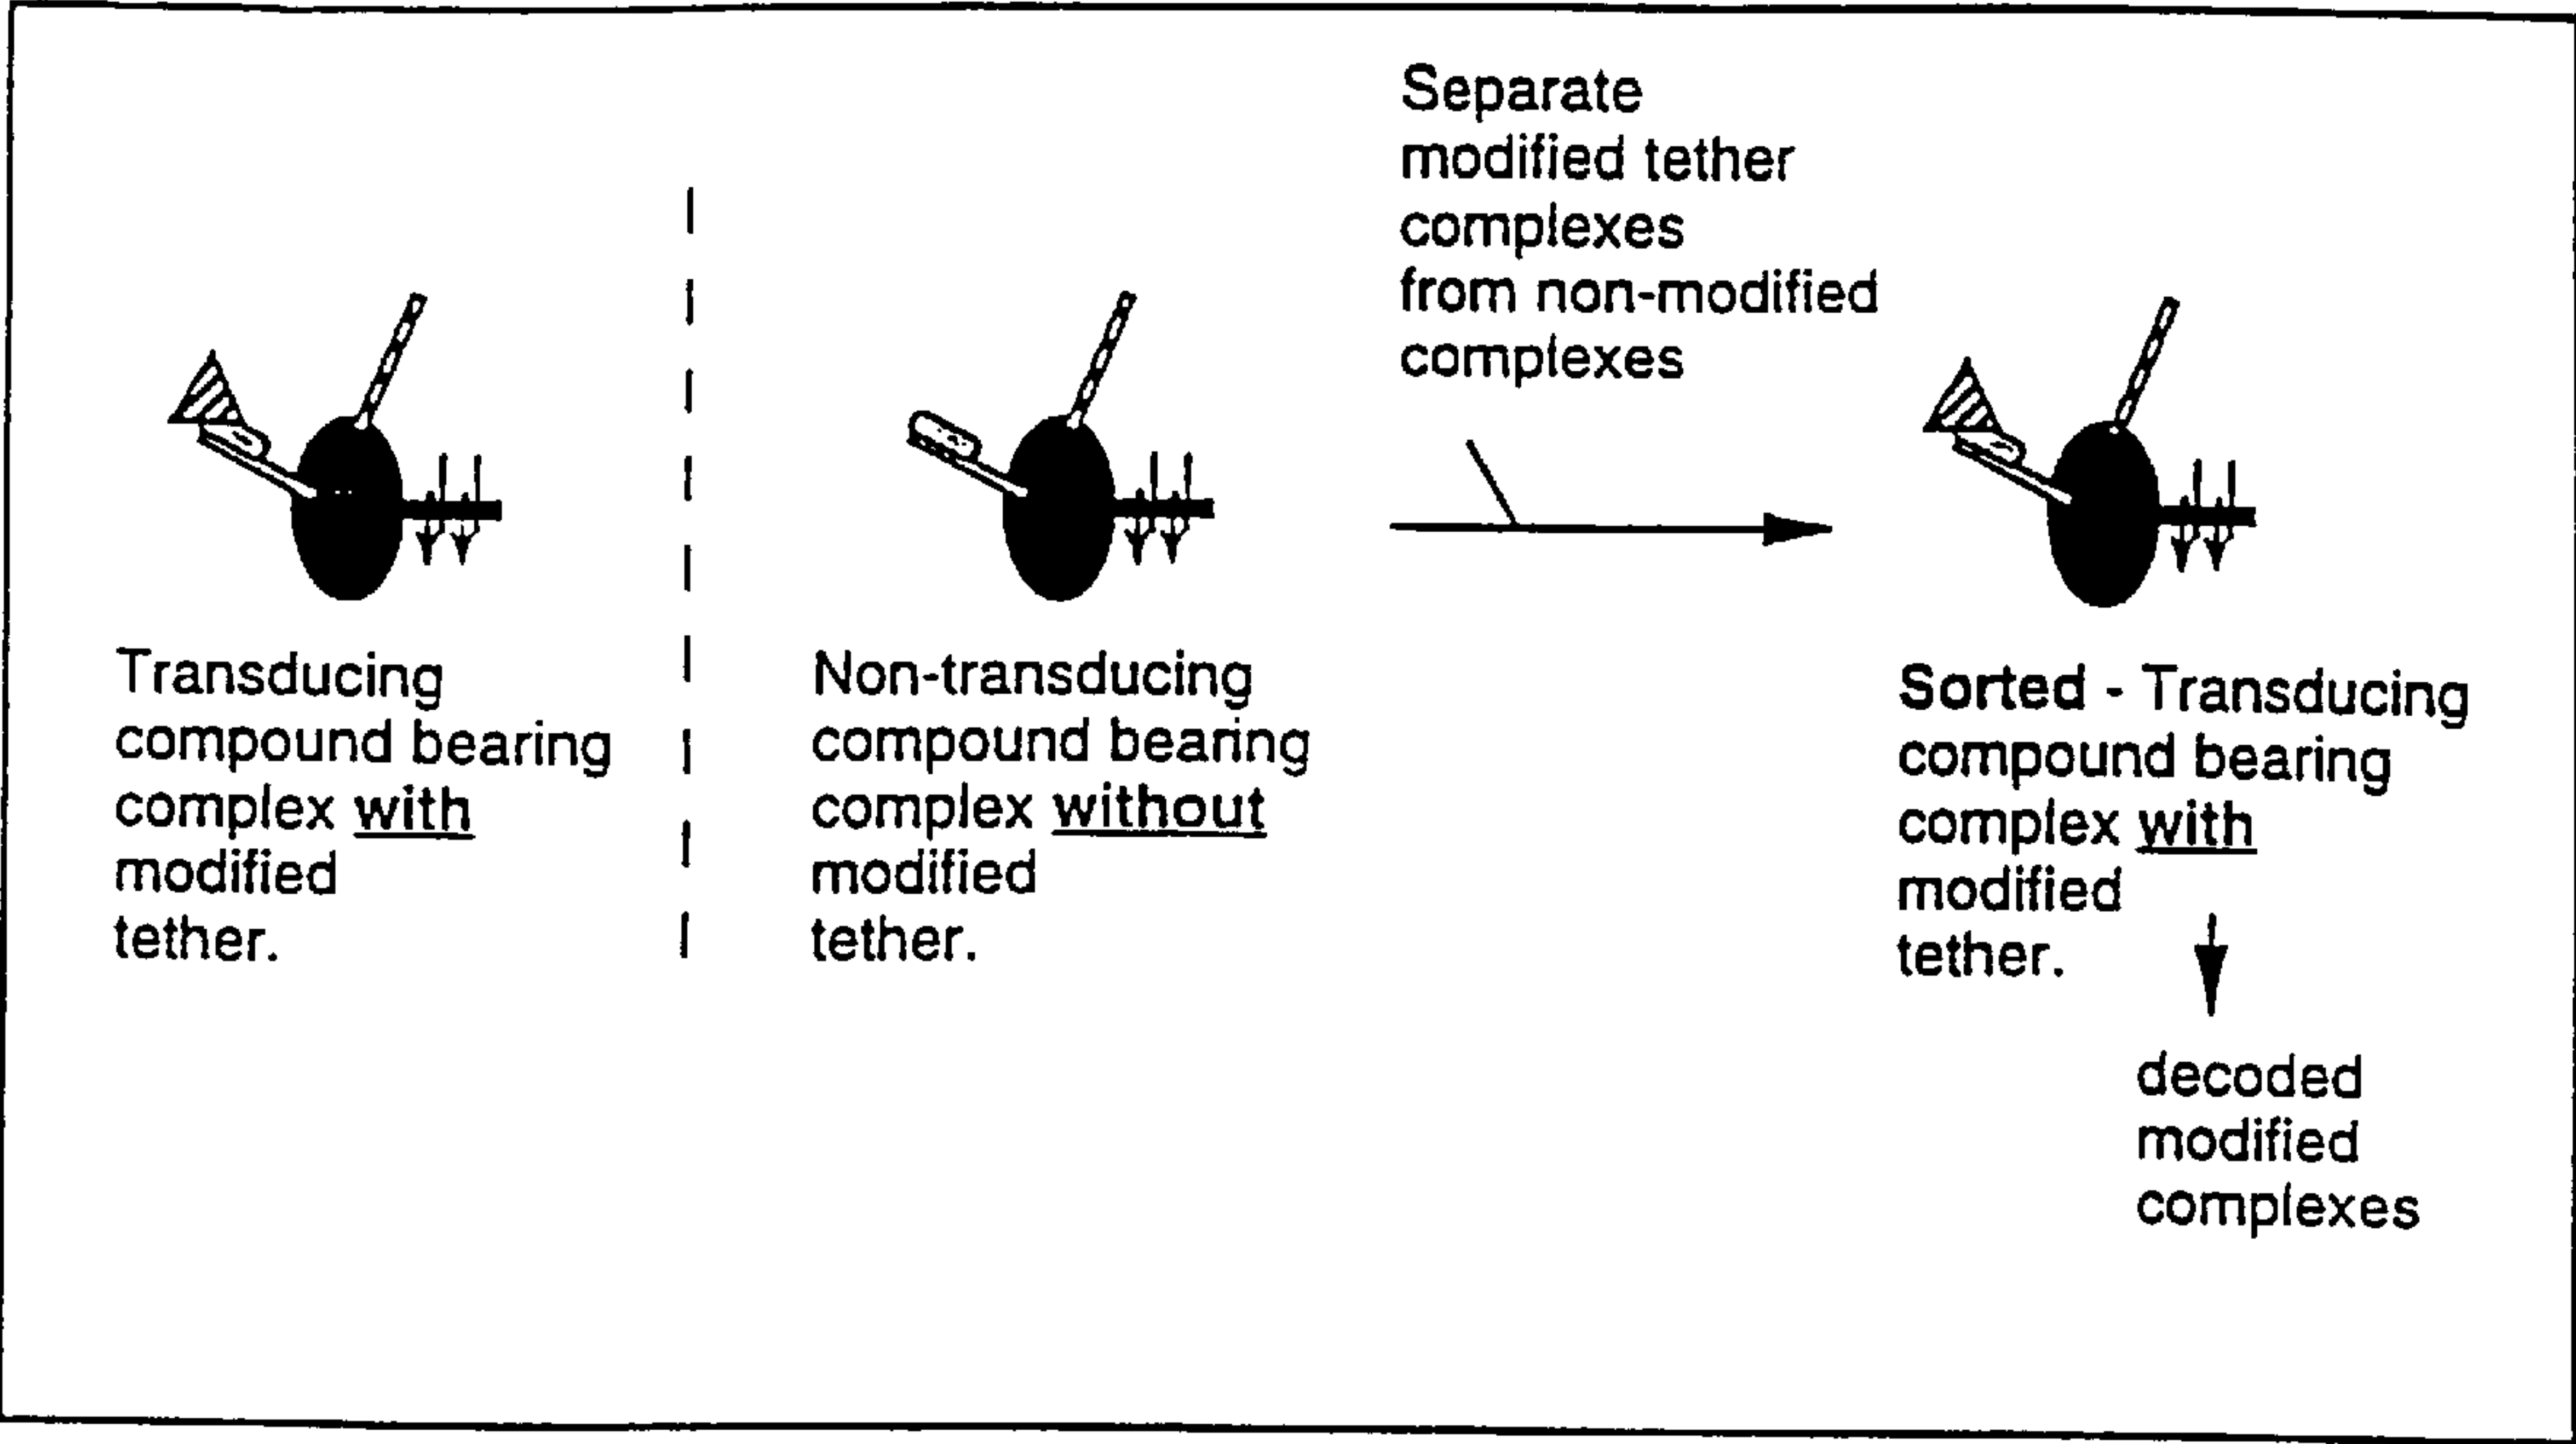 Separate
modified tether
complexes
from non-modified
complexes
Transducing
compound bearing
complex with
modified
tether.
Non-transducing
compound bearing
complex without
modified
tether.
Sorted - Transducing
compound bearing
complex with
modified
tether.
decoded
modified
complexes